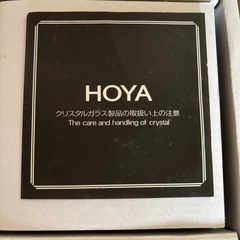 HOYA
クリスタルガラス製品の取扱い上の注意
The care and handling of crystal